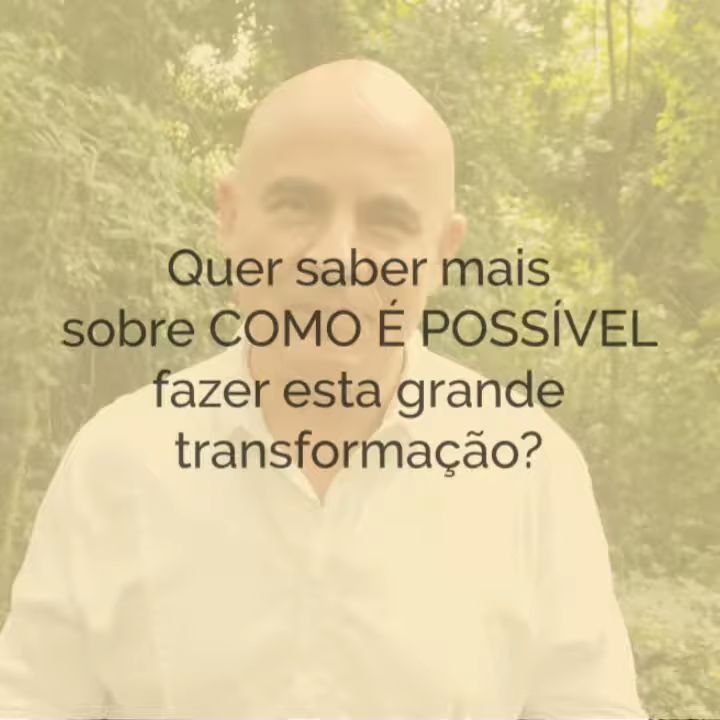 Quer saber mais
sobre COMO É POSSÍVEL
fazer esta grande
transformação?